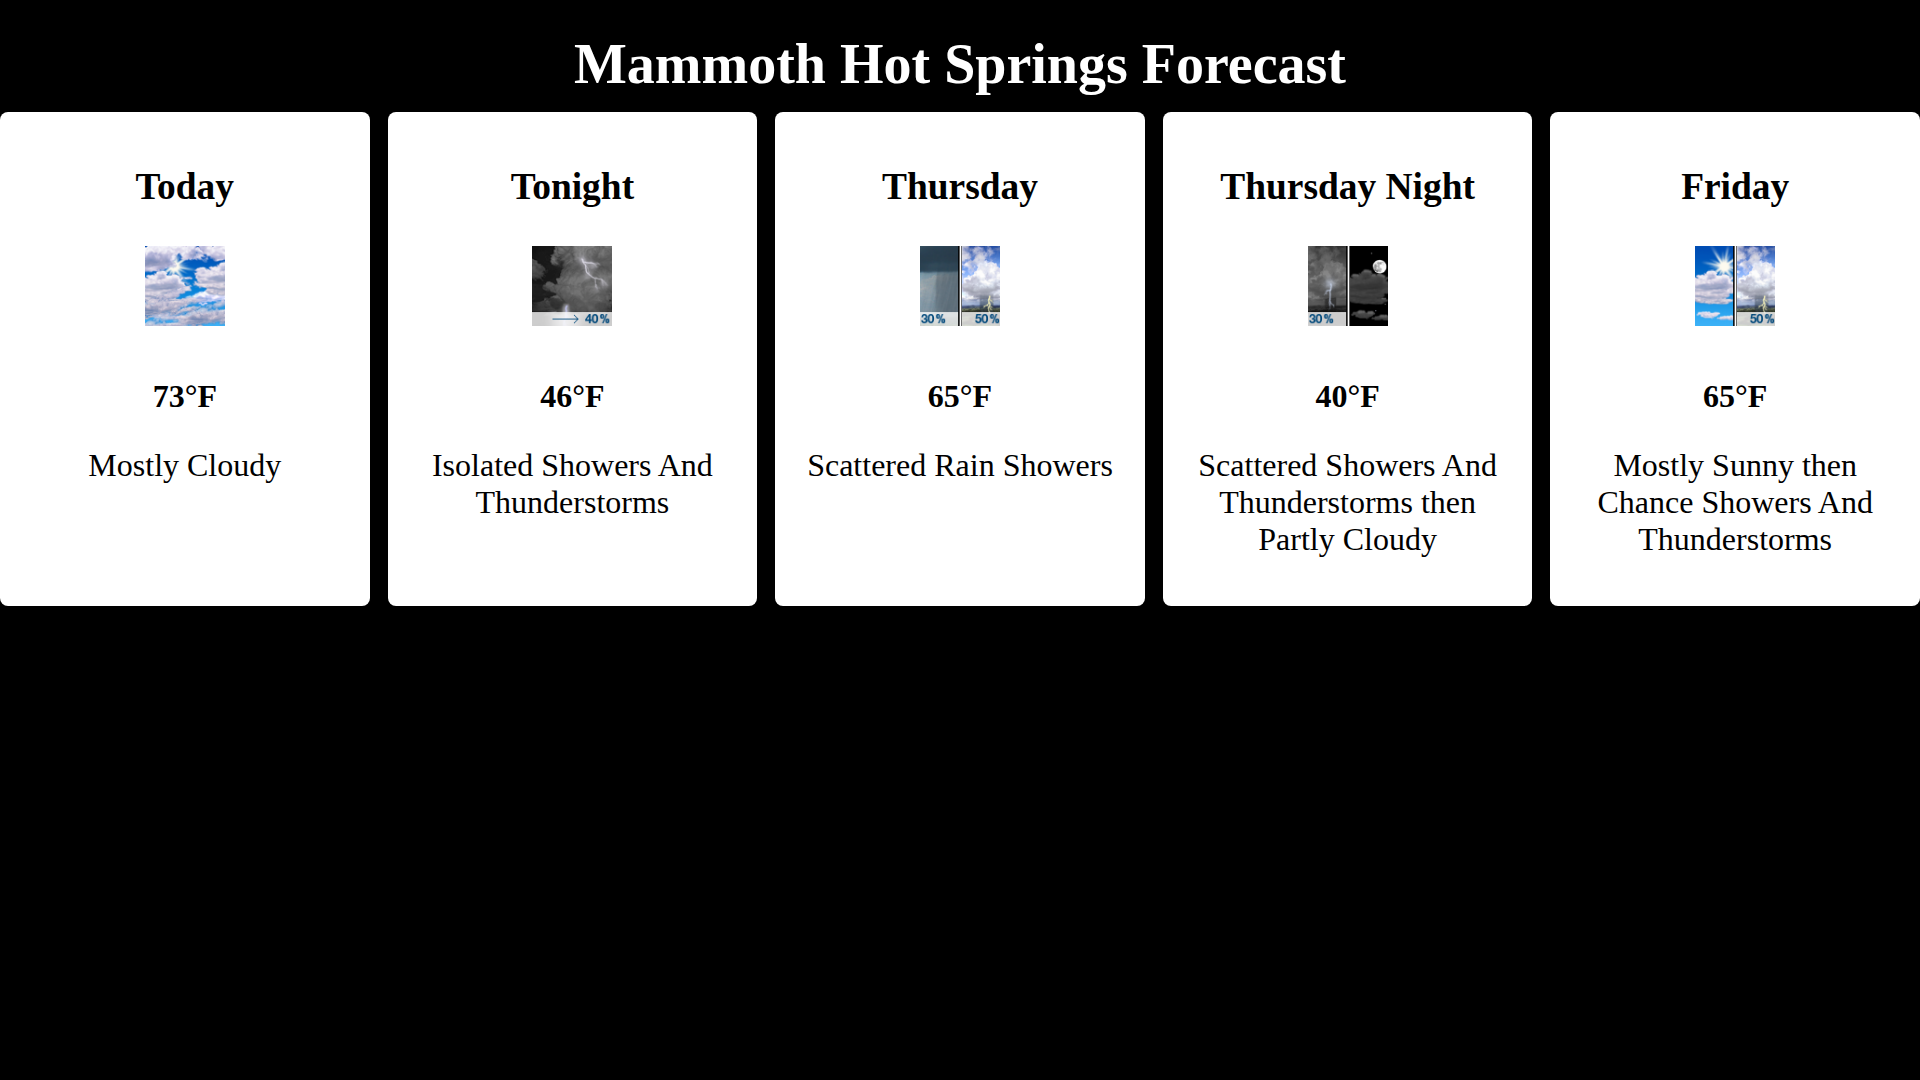 Mammoth Hot Springs Forecast
Today
73°F
Mostly Cloudy
Tonight
40%
46°F
Isolated Showers And
Thunderstorms
Thursday
30% 50%
65°F
Scattered Rain Showers
Thursday Night
30%
40°F
Scattered Showers And
Thunderstorms then
Partly Cloudy
Friday
50%
65°F
Mostly Sunny then
Chance Showers And
Thunderstorms